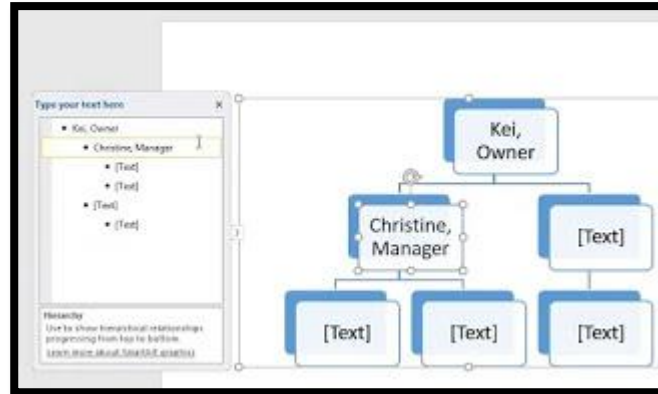 Type your text here
Kei, Owner
Christine, Manager
[Text]
[Text]
[Text]
[Text]
Hierarchy
Use to show hierarchical relationships
progressing from top to bottom.
Learn more about SmartArt graphics
Kei,
Owner
Christine,
Manager
[Text]
[Text]
[Text]
[Text]